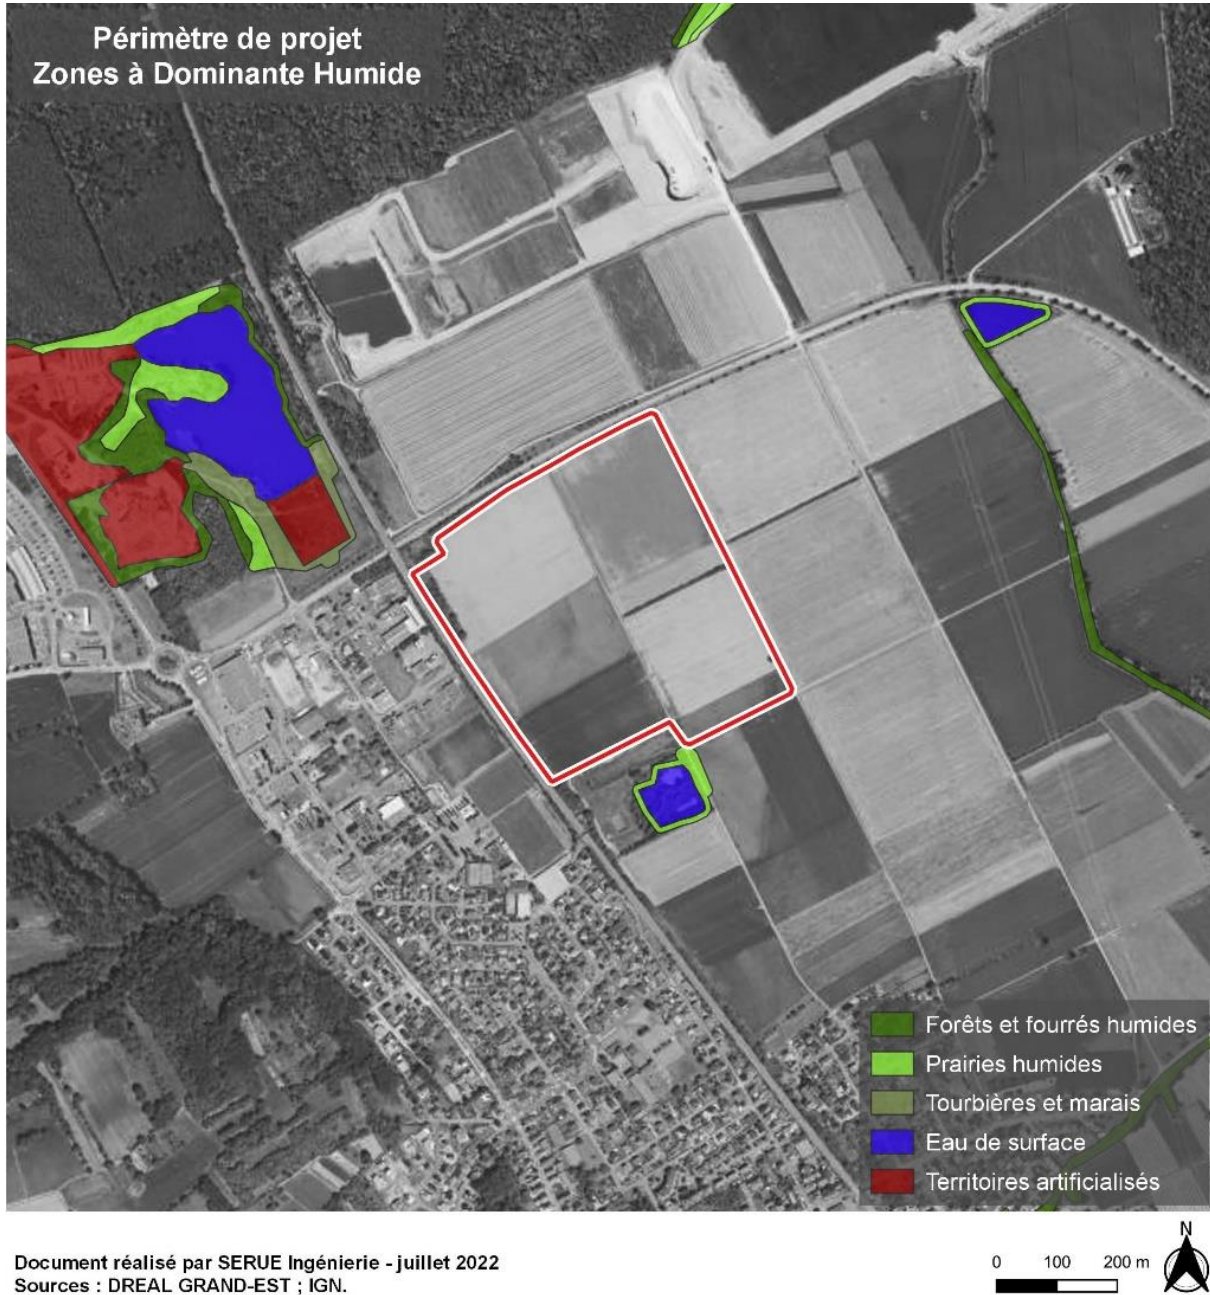 Périmètre de projet
Zones à Dominante Humide
Forêts et fourrés humides
Prairies humides
Tourbières et marais
Eau de surface
Territoires artificialisés
Document réalisé par SERUE Ingénierie - juillet 2022
Sources : DREAL GRAND-EST ; IGN.
0 100 200 m
N